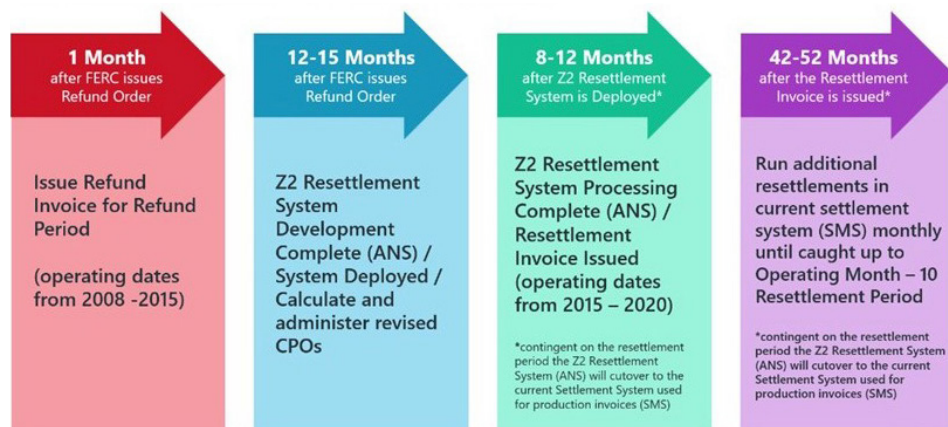 1 Month
after FERC issues
Refund Order
Issue Refund
Invoice for Refund
Period
(operating dates
from 2008 -2015)
12-15 Months
after FERC issues
Refund Order
Z2 Resettlement
System
Development
Complete (ANS) /
System Deployed /
Calculate and
administer revised
CPOs
8-12 Months
after Z2 Resettlement
System is Deployed*
Z2 Resettlement
System Processing
Complete (ANS) /
Resettlement
Invoice Issued
(operating dates
from 2015 – 2020)
*contingent on the resettlement
period the Z2 Resettlement
System (ANS) will cutover to the
current Settlement System used
for production invoices (SMS)
42-52 Months
after the Resettlement
Invoice is issued*
Run additional
resettlements in
current settlement
system (SMS) monthly
until caught up to
Operating Month – 10
Resettlement Period
*contingent on the resettlement
period the Z2 Resettlement System
(ANS) will cutover to the current
Settlement System used for
production invoices (SMS)